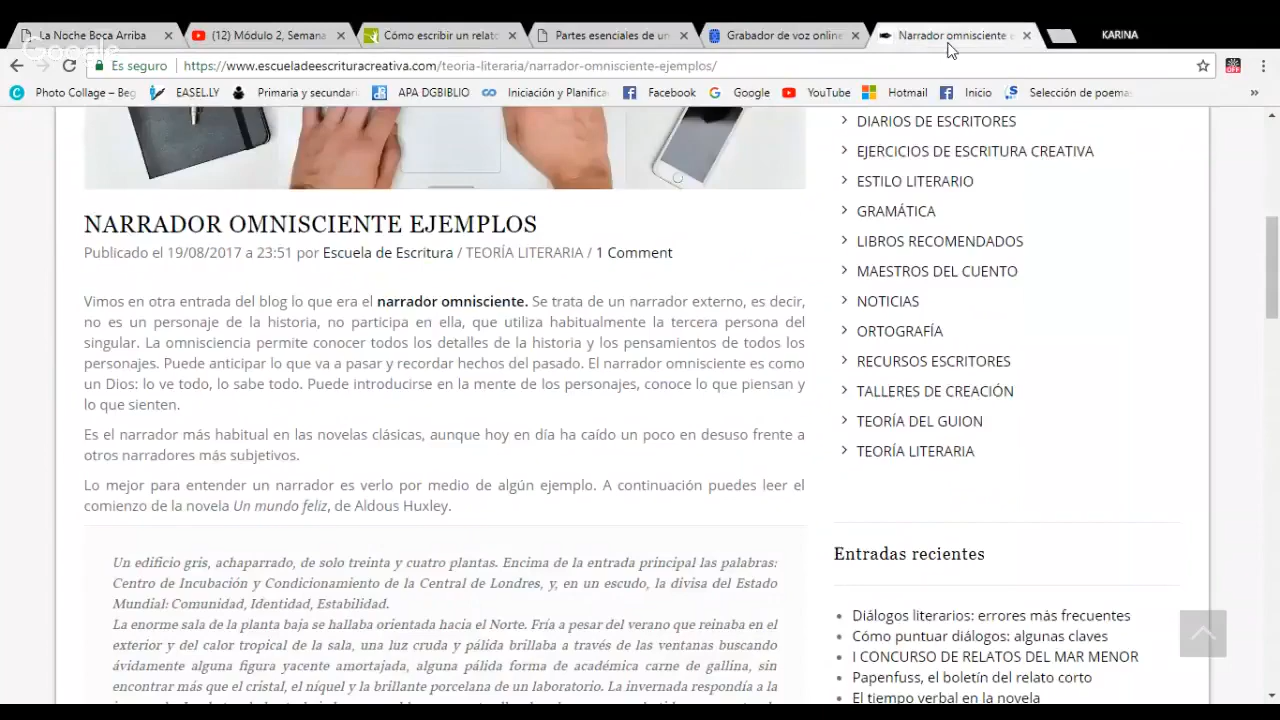 La Noche Boca Arriba
(12) Módulo 2, Semana
Cómo escribir un relato
Partes esenciales de un
Grabador de voz online
Narrador omnisciente e
KARINA
Google
Es seguro
https://www.escueladeescrituracreativa.com/teoria-literaria/narrador-omnisciente-ejemplos/
OFF
Photo Collage – Beg
EASEL.LY
Primaria y secundari
APA DGBIBLIO
Iniciación y Planifica
Facebook
Google
YouTube
Hotmail
Inicio
Selección de poemas
NARRADOR OMNISCIENTE EJEMPLOS
Publicado el 19/08/2017 a 23:51 por Escuela de Escritura / TEORÍA LITERARIA / 1 Comment
Vimos en otra entrada del blog lo que era el narrador omnisciente. Se trata de un narrador externo, es decir,
no es un personaje de la historia, no participa en ella, que utiliza habitualmente la tercera persona del
singular. La omnisciencia permite conocer todos los detalles de la historia y los pensamientos de todos los
personajes. Puede anticipar lo que va a pasar y recordar hechos del pasado. El narrador omnisciente es como
un Dios: lo ve todo, lo sabe todo. Puede introducirse en la mente de los personajes, conoce lo que piensan y
lo que sienten.
Es el narrador más habitual en las novelas clásicas, aunque hoy en día ha caído un poco en desuso frente a
otros narradores más subjetivos.
Lo mejor para entender un narrador es verlo por medio de algún ejemplo. A continuación puedes leer el
comienzo de la novela Un mundo feliz, de Aldous Huxley.
Un edificio gris, achaparrado, de solo treinta y cuatro plantas. Encima de la entrada principal las palabras:
Centro de Incubación y Condicionamiento de la Central de Londres, y, en un escudo, la divisa del Estado
Mundial: Comunidad, Identidad, Estabilidad.
La enorme sala de la planta baja se hallaba orientada hacia el Norte. Fría a pesar del verano que reinaba en el
exterior y del calor tropical de la sala, una luz cruda y pálida brillaba a través de las ventanas buscando
ávidamente alguna figura yacente amortajada, alguna pálida forma de académica carne de gallina, sin
encontrar más que el cristal, el níquel y la brillante porcelana de un laboratorio. La invernada respondía a la
DIARIOS DE ESCRITORES
EJERCICIOS DE ESCRITURA CREATIVA
ESTILO LITERARIO
GRAMÁTICA
LIBROS RECOMENDADOS
MAESTROS DEL CUENTO
NOTICIAS
ORTOGRAFÍA
RECURSOS ESCRITORES
TALLERES DE CREACIÓN
TEORÍA DEL GUION
TEORÍA LITERARIA
Entradas recientes
Diálogos literarios: errores más frecuentes
Cómo puntuar diálogos: algunas claves
I CONCURSO DE RELATOS DEL MAR MENOR
Papenfuss, el boletín del relato corto
El tiempo verbal en la novela